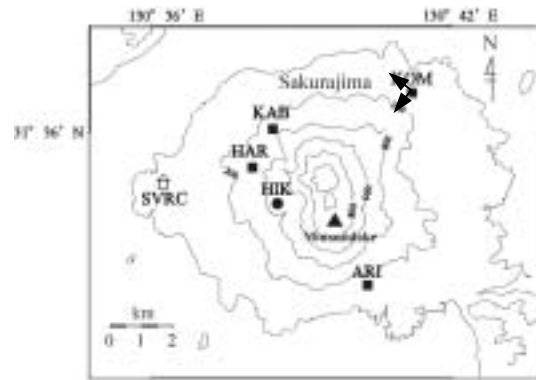 130° 36' E
130° 42' E
N
Sakurajima
KOM
KAB
31° 36' N
HAR
SVRC
HIK
Minamidake
ARI
km
0 1 2